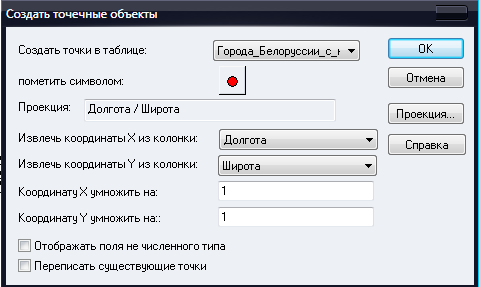 Создать точечные объекты
Создать точки в таблице:
Города_Белоруссии_с_к
OK
пометить символом:
Отмена
Проекция:
Долгота / Широта
Проекция...
Извлечь координаты X из колонки:
Долгота
Справка
Извлечь координаты Y из колонки:
Широта
Координату X умножить на:
1
Координату Y умножить на::
1
Отображать поля не численного типа
Переписать существующие точки